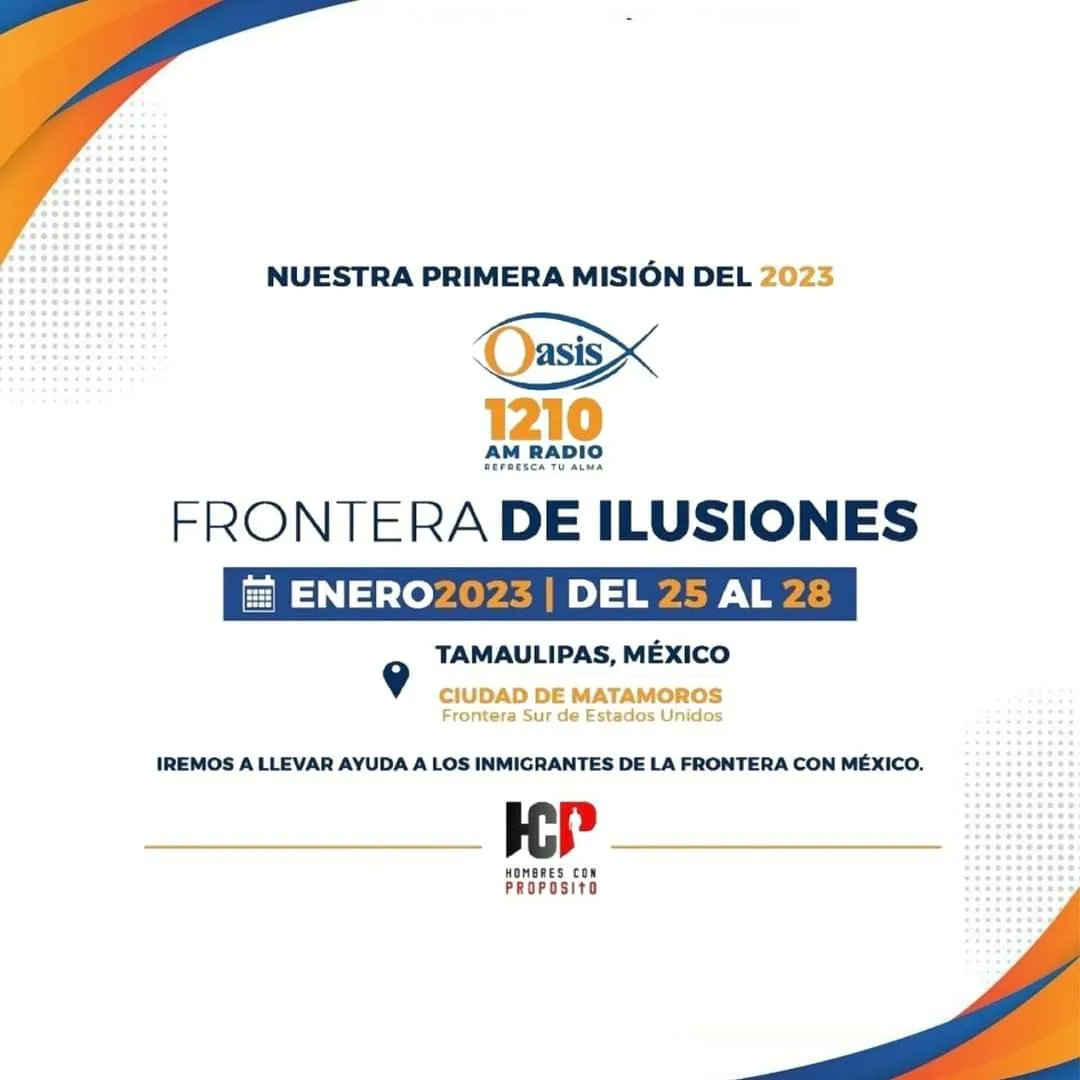 NUESTRA PRIMERA MISIÓN DEL 2023
Oasis
1210
AM RADIO
REFRESCA TU ALMA
FRONTERA DE ILUSIONES
ENERO2023 | DEL 25 AL 28
TAMAULIPAS, MÉXICO
CIUDAD DE MATAMOROS
Frontera Sur de Estados Unidos
IREMOS A LLEVAR AYUDA A LOS INMIGRANTES DE LA FRONTERA CON MÉXICO.
HCP
HOMBRES CON
PROPOSITO